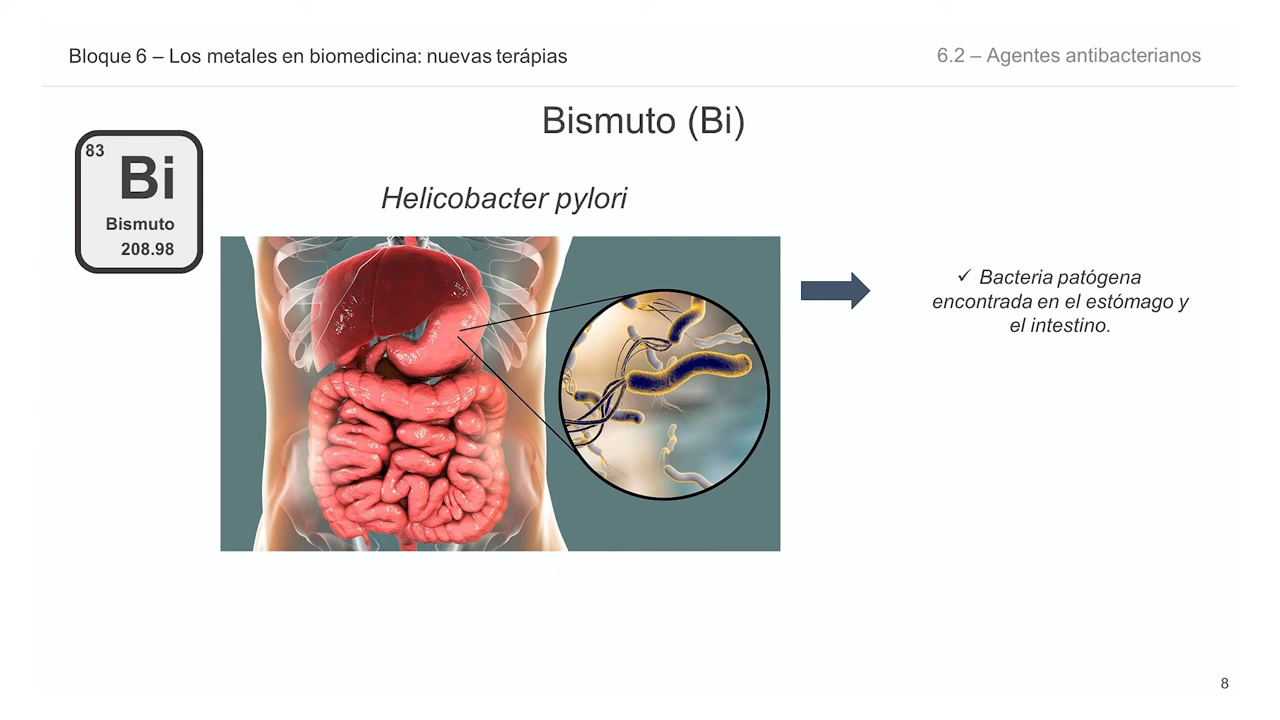 Bloque 6 – Los metales en biomedicina: nuevas terápias
6.2 – Agentes antibacterianos
Bismuto (Bi)
83
Bi
Bismuto
208.98
Helicobacter pylori
✓ Bacteria patógena
encontrada en el estómago y
el intestino.
8